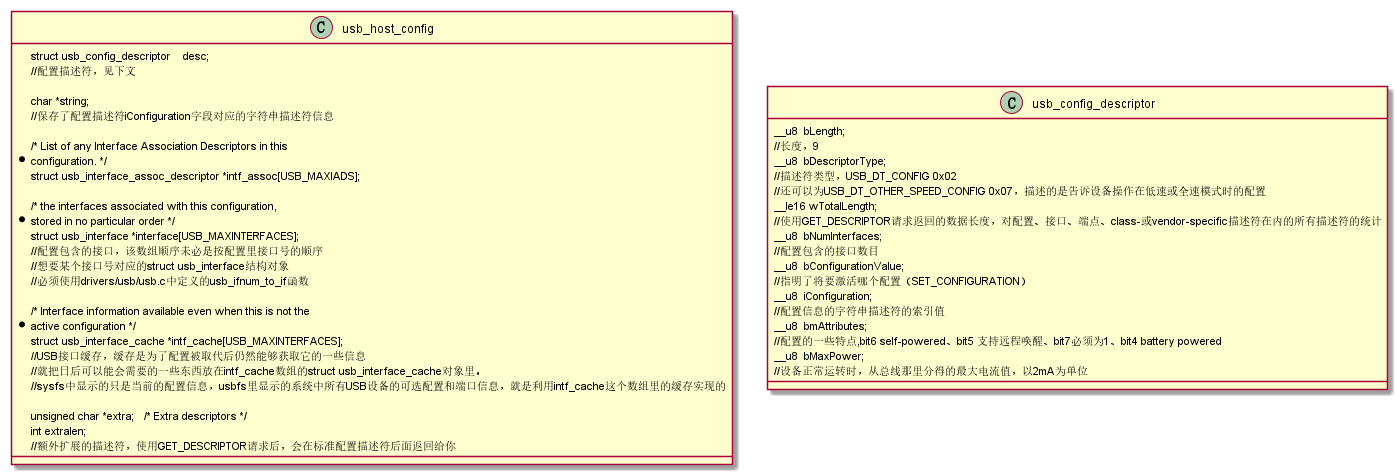 C usb_host_config
struct usb_config_descriptor desc;
//配置描述符，见下文
char *string;
//保存了配置描述符iConfiguration字段对应的字符串描述符信息
/* List of any Interface Association Descriptors in this
configuration. */
struct usb_interface_assoc_descriptor *intf_assoc[USB_MAXIADS];
/* the interfaces associated with this configuration,
stored in no particular order */
struct usb_interface *interface[USB_MAXINTERFACES];
//配置包含的接口，该数组顺序未必是按配置里接口号的顺序
//想要某个接口号对应的struct usb_interface结构对象
//必须使用drivers/usb/usb.c中定义的usb_ifnum_to_if函数
/* Interface information available even when this is not the
active configuration */
struct usb_interface_cache *intf_cache[USB_MAXINTERFACES];
//USB接口缓存，缓存是为了配置被取代后仍然能够获取它的一些信息
//就把日后可以能会需要的一些东西放在intf_cache数组的struct usb_interface_cache对象里。
//sysfs中显示的只是当前的配置信息，usbfs里显示的系统中所有USB设备的可选配置和端口信息，就是利用intf_cache这个数组里的缓存实现的
unsigned char *extra; /* Extra descriptors */
int extralen;
//额外扩展的描述符，使用GET_DESCRIPTOR请求后，会在标准配置描述符后面返回给你
C usb_config_descriptor
__u8 bLength;
//长度，9
__u8 bDescriptorType;
//描述符类型，USB_DT_CONFIG 0x02
//还可以为USB_DT_OTHER_SPEED_CONFIG 0x07，描述的是告诉设备操作在低速或全速模式时的配置
__le16 wTotalLength;
//使用GET_DESCRIPTOR请求返回的数据长度，对配置、接口、端点、class-或vendor-specific描述符在内的所有描述符的统计
__u8 bNumInterfaces;
//配置包含的接口数目
__u8 bConfigurationValue;
//指明了将要激活哪个配置（SET_CONFIGURATION）
__u8 iConfiguration;
//配置信息的字符串描述符的索引值
__u8 bmAttributes;
//配置的一些特点,bit6 self-powered、bit5 支持远程唤醒、bit7必须为1、bit4 battery powered
__u8 bMaxPower;
//设备正常运转时，从总线那里分得的最大电流值，以2mA为单位